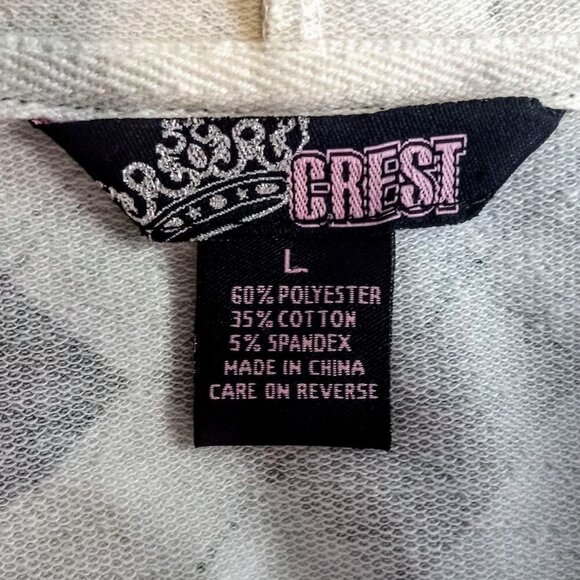 CREST
L
60% POLYESTER
35% COTTON
5% SPANDEX
MADE IN CHINA
CARE ON REVERSE